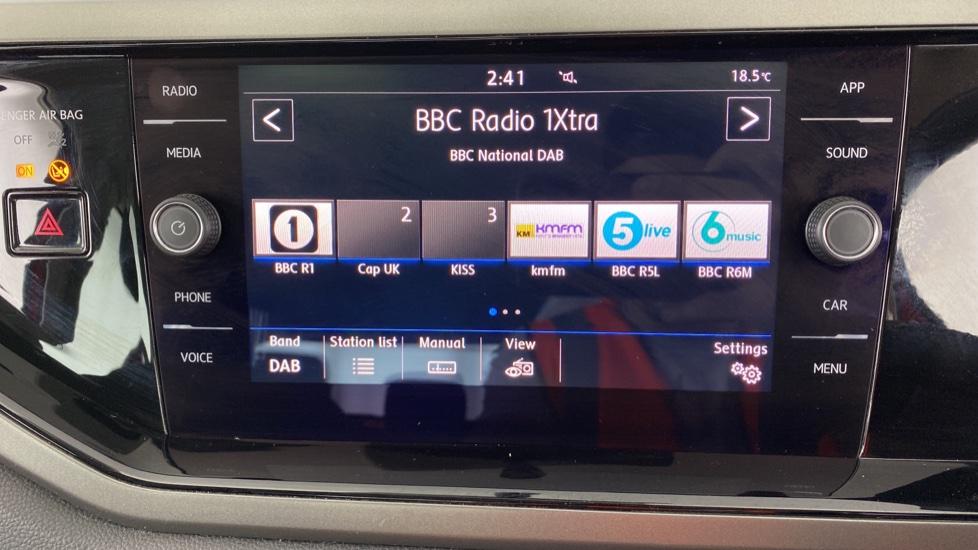 2:41
18.5°C
BBC Radio 1Xtra
BBC National DAB
RADIO
MEDIA
PHONE
VOICE
APP
SOUND
CAR
MENU
ENGER AIR BAG
OFF
ON
1
2
3
KM kmfm
5 live
6 music
BBC R1
Cap UK
KISS
kmfm
BBC R5L
BBC R6M
Band
DAB
Station list
Manual
View
Settings